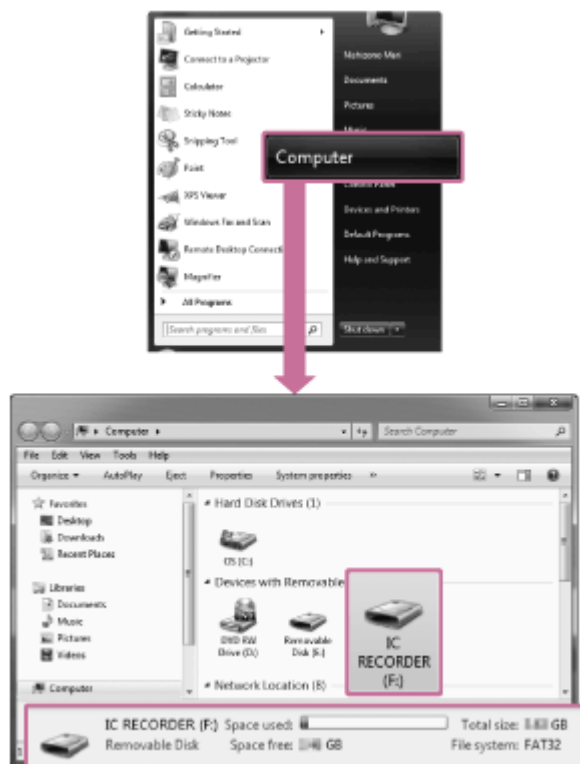 Getting Started
Connect to a Projector
Calculator
Sticky Notes
Snipping Tool
Paint
XPS Viewer
Windows Fax and Scan
Remote Desktop Connecti
Magnifier
All Programs
Search programs and files
Documents
Pictures
Music
Computer
Control Panel
Devices and Printers
Default Programs
Help and Support
Shut down
Computer
Search Computer
File Edit View Tools Help
Organize AutoPlay Eject Properties System properties »
Favorites
Desktop
Downloads
Recent Places
Libraries
Documents
Music
Pictures
Videos
Computer
Hard Disk Drives (1)
OS (C:)
Devices with Removable
DVD RW
Drive (D:)
Removable
Disk (E:)
IC
RECORDER
(F:)
Network Location (8)
IC RECORDER (F:) Space used: Total size: GB
Removable Disk Space free: GB File system: FAT32